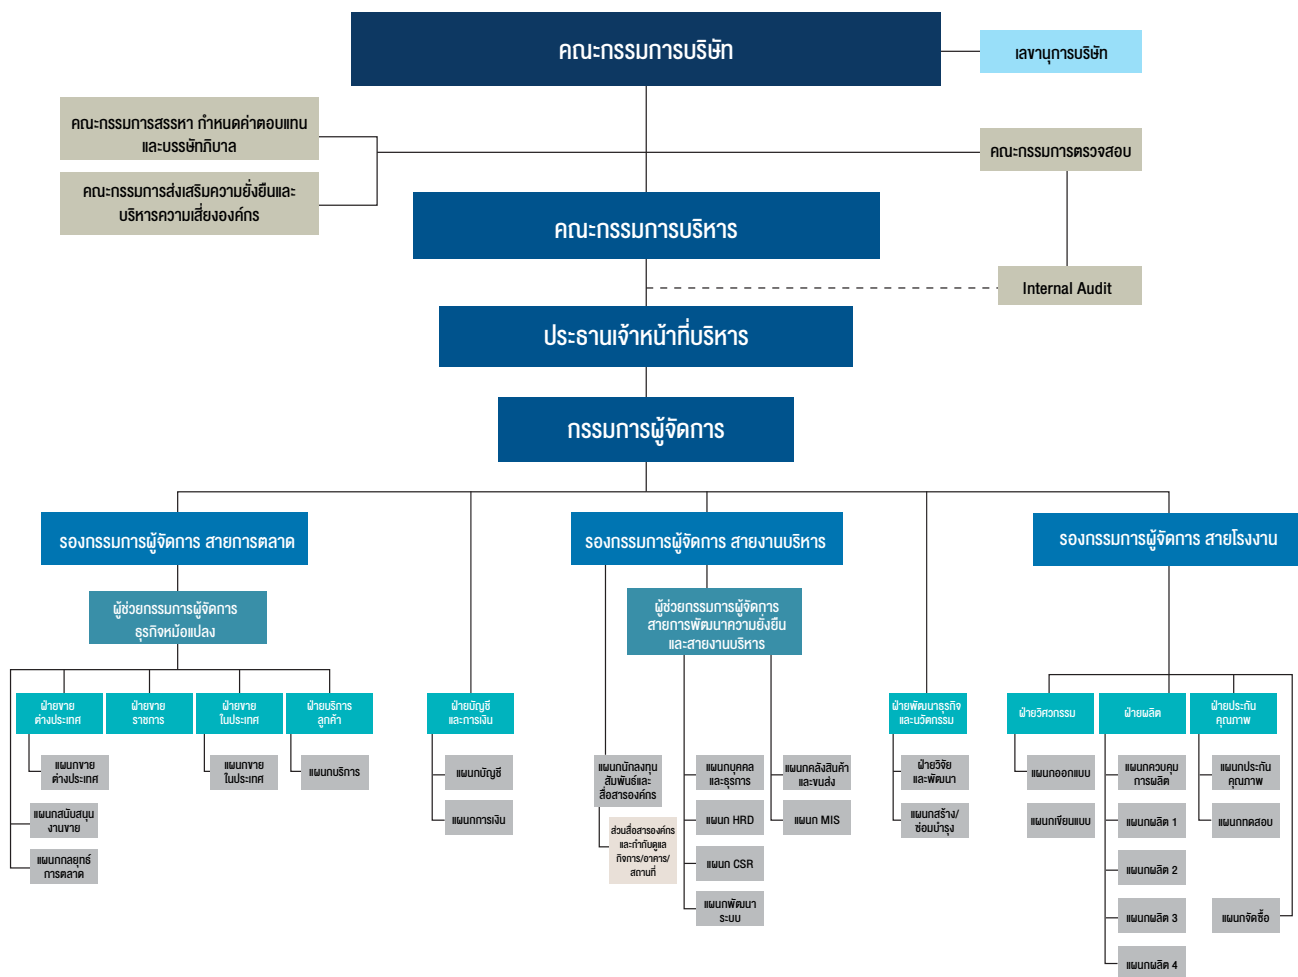 คณะกรรมการบริษัท
เลขานุการบริษัท
คณะกรรมการสรรหา กำหนดค่าตอบแทน
และบรรษัทภิบาล
คณะกรรมการตรวจสอบ
คณะกรรมการส่งเสริมความยั่งยืนและ
บริหารความเสี่ยงองค์กร
คณะกรรมการบริหาร
Internal Audit
ประธานเจ้าหน้าที่บริหาร
กรรมการผู้จัดการ
รองกรรมการผู้จัดการ สายการตลาด
รองกรรมการผู้จัดการ สายงานบริหาร
รองกรรมการผู้จัดการ สายโรงงาน
ผู้ช่วยกรรมการผู้จัดการ
ธุรกิจหม้อแปลง
ผู้ช่วยกรรมการผู้จัดการ
สายการพัฒนาความยั่งยืน
และสายงานบริหาร
ฝ่ายขาย
ต่างประเทศ
ฝ่ายขาย
ราชการ
ฝ่ายขาย
ในประเทศ
ฝ่ายบริการ
ลูกค้า
ฝ่ายบัญชี
และการเงิน
ฝ่ายพัฒนาธุรกิจ
และนวัตกรรม
ฝ่ายวิศวกรรม
ฝ่ายผลิต
ฝ่ายประกัน
คุณภาพ
แผนกขาย
ต่างประเทศ
แผนกขาย
ในประเทศ
แผนกบริการ
แผนกบัญชี
แผนกนักลงทุน
สัมพันธ์และ
สื่อสารองค์กร
แผนกบุคคล
และธุรการ
แผนกคลังสินค้า
และขนส่ง
ฝ่ายวิจัย
และพัฒนา
แผนกออกแบบ
แผนกควบคุม
การผลิต
แผนกประกัน
คุณภาพ
แผนกสนับสนุน
งานขาย
แผนกการเงิน
ส่วนสื่อสารองค์กร
และกำกับดูแล
กิจการ/อาคาร/
สถานที่
แผนก HRD
แผนก MIS
แผนกสร้าง/
ซ่อมบำรุง
แผนกเขียนแบบ
แผนกผลิต 1
แผนกทดสอบ
แผนกกลยุทธ์
การตลาด
แผนก CSR
แผนกผลิต 2
แผนกพัฒนา
ระบบ
แผนกผลิต 3
แผนกจัดซื้อ
แผนกผลิต 4